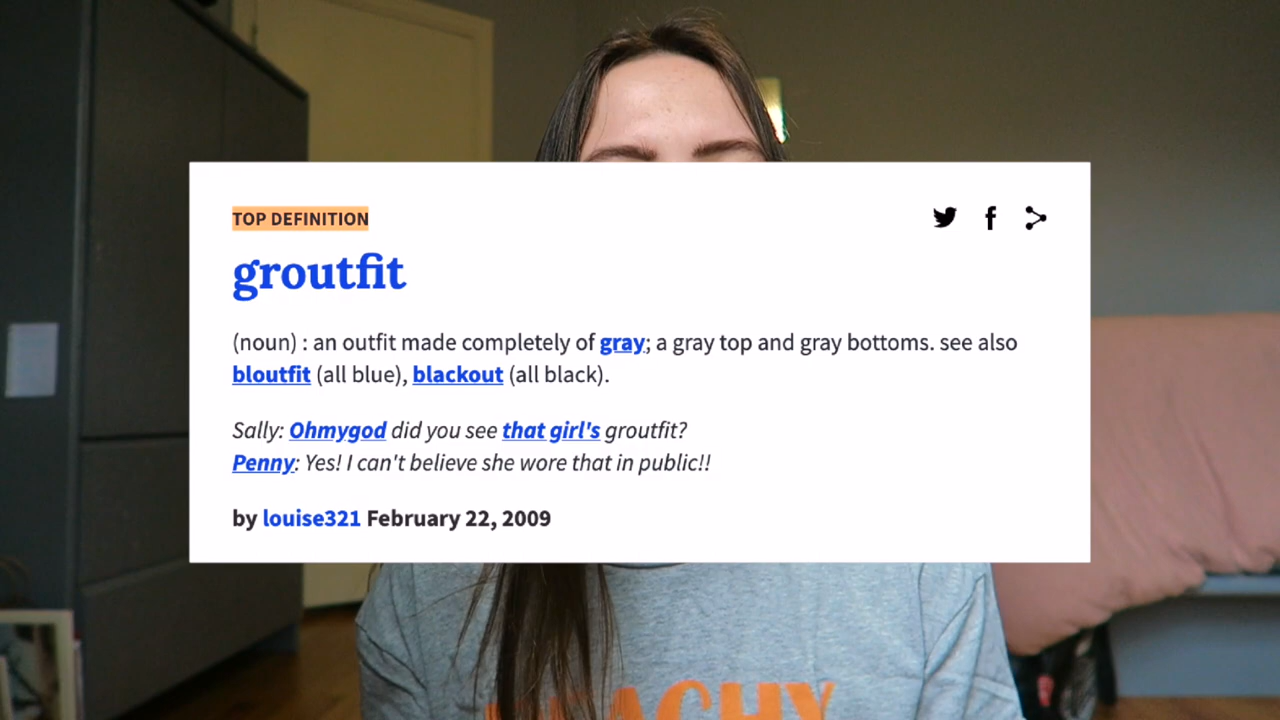 TOP DEFINITION
groutfit
(noun) : an outfit made completely of gray; a gray top and gray bottoms. see also
bloutfit (all blue), blackout (all black).
Sally: Ohmygod did you see that girl's groutfit?
Penny: Yes! I can't believe she wore that in public!!
by louise321 February 22, 2009